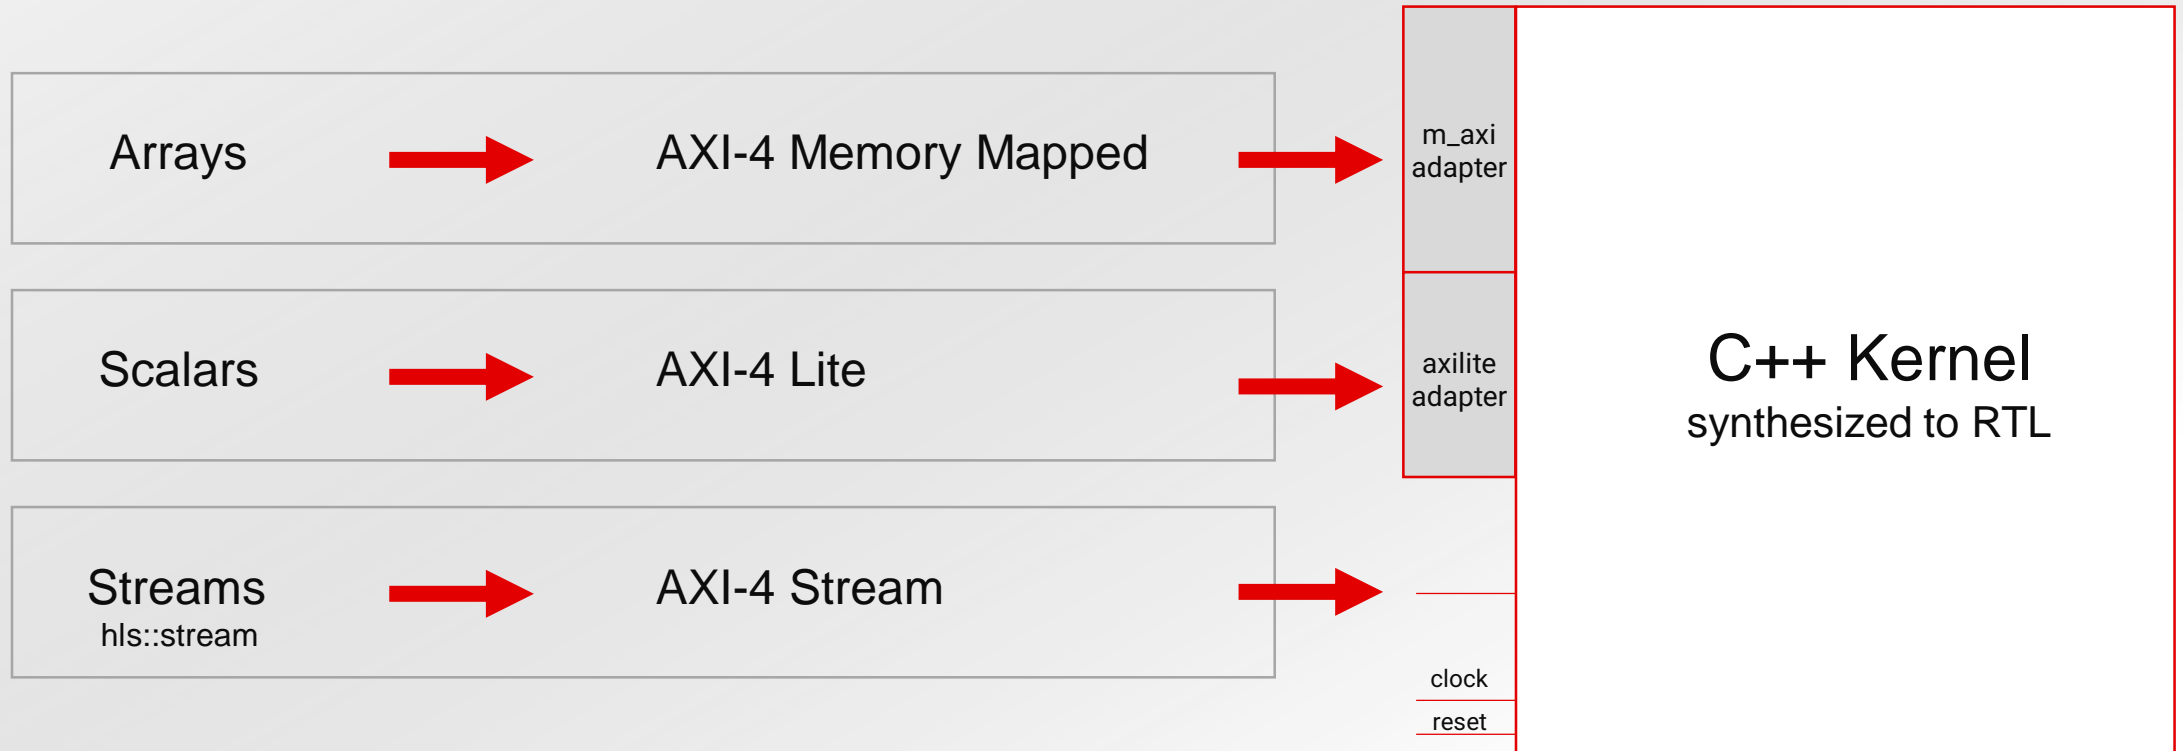 Arrays
AXI-4 Memory Mapped
m_axi
adapter
Scalars
AXI-4 Lite
axilite
adapter
C++ Kernel
synthesized to RTL
Streams
hls::stream
AXI-4 Stream
clock
reset